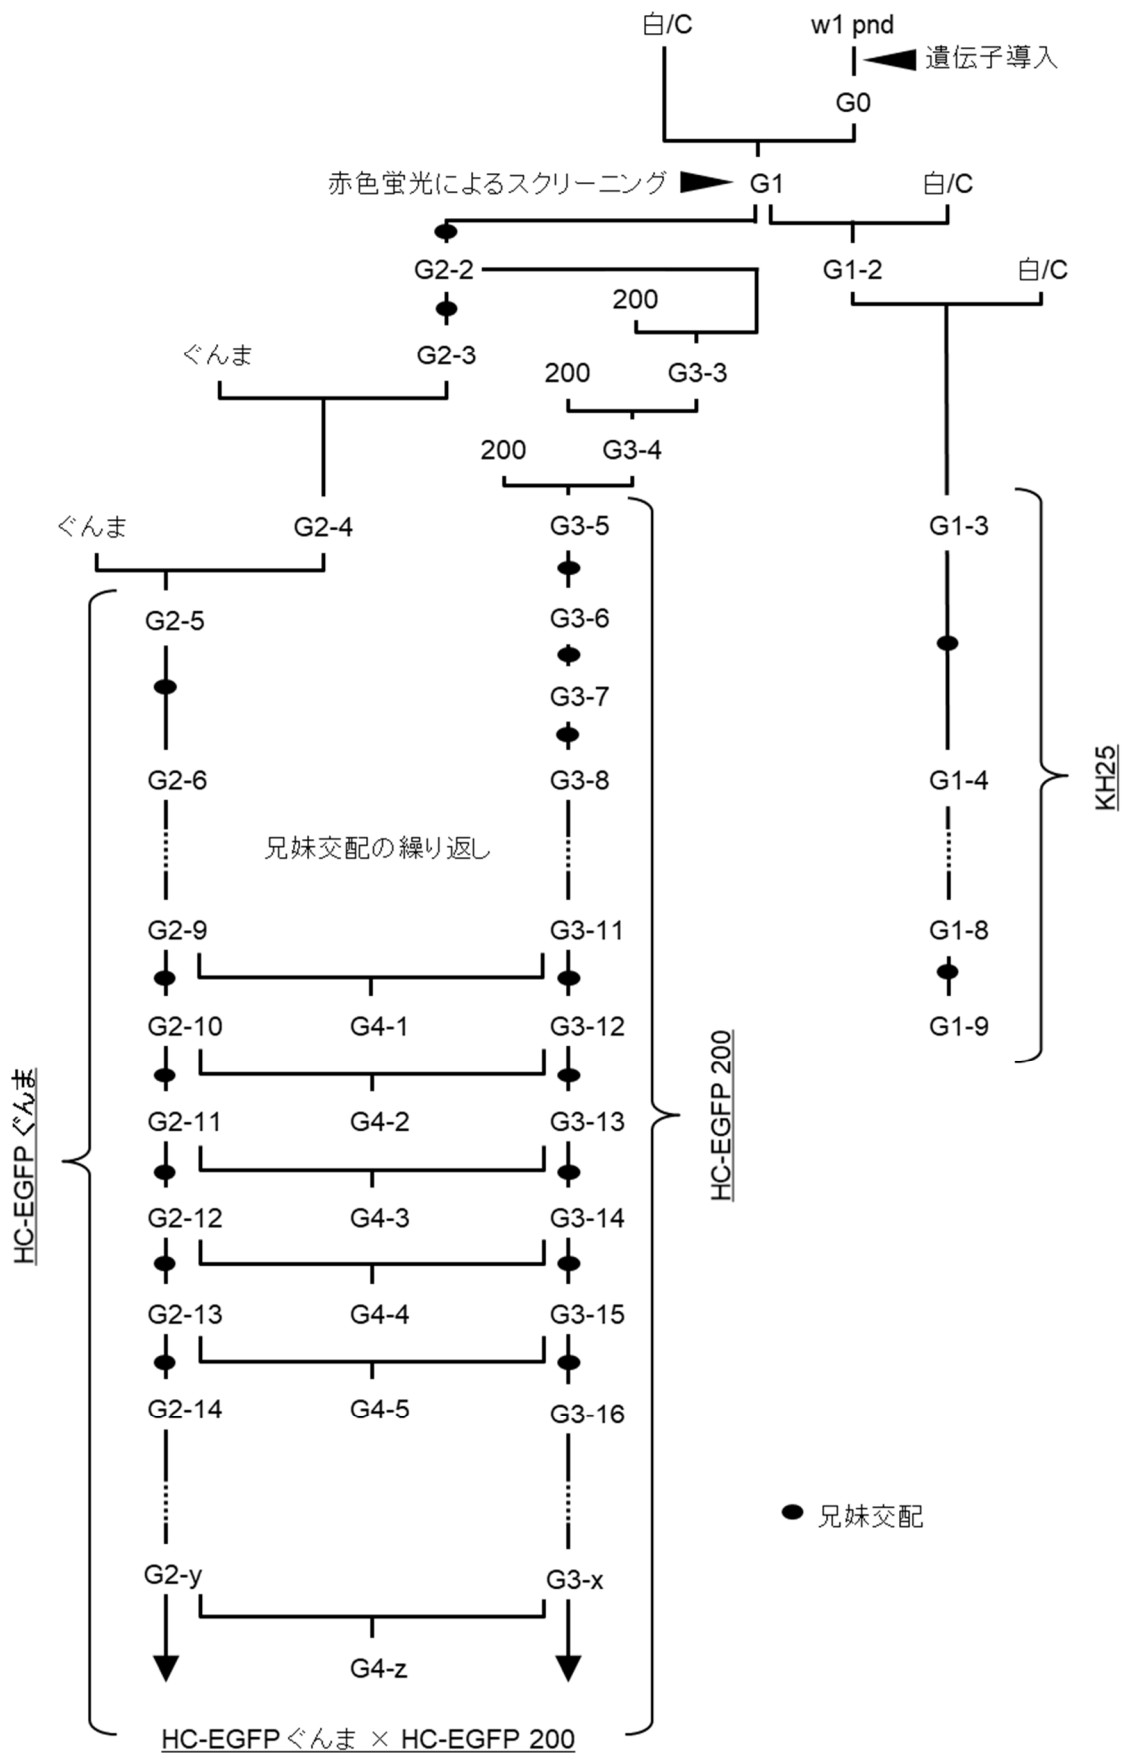 白/C
w1 pnd
遺伝子導入
G0
赤色蛍光によるスクリーニング
G1
白/C
G2-2
G1-2
白/C
200
ぐんま
G2-3
200
G3-3
200
G3-4
ぐんま
G2-4
G3-5
G1-3
G2-5
G3-6
G3-7
G2-6
G3-8
G1-4
KH25
兄妹交配の繰り返し
G2-9
G3-11
G1-8
G2-10
G4-1
G3-12
G1-9
G2-11
G4-2
G3-13
HC-EGFP ぐんま
HC-EGFP 200
G2-12
G4-3
G3-14
G2-13
G4-4
G3-15
G2-14
G4-5
G3-16
兄妹交配
G2-y
G3-x
G4-z
HC-EGFP ぐんま × HC-EGFP 200